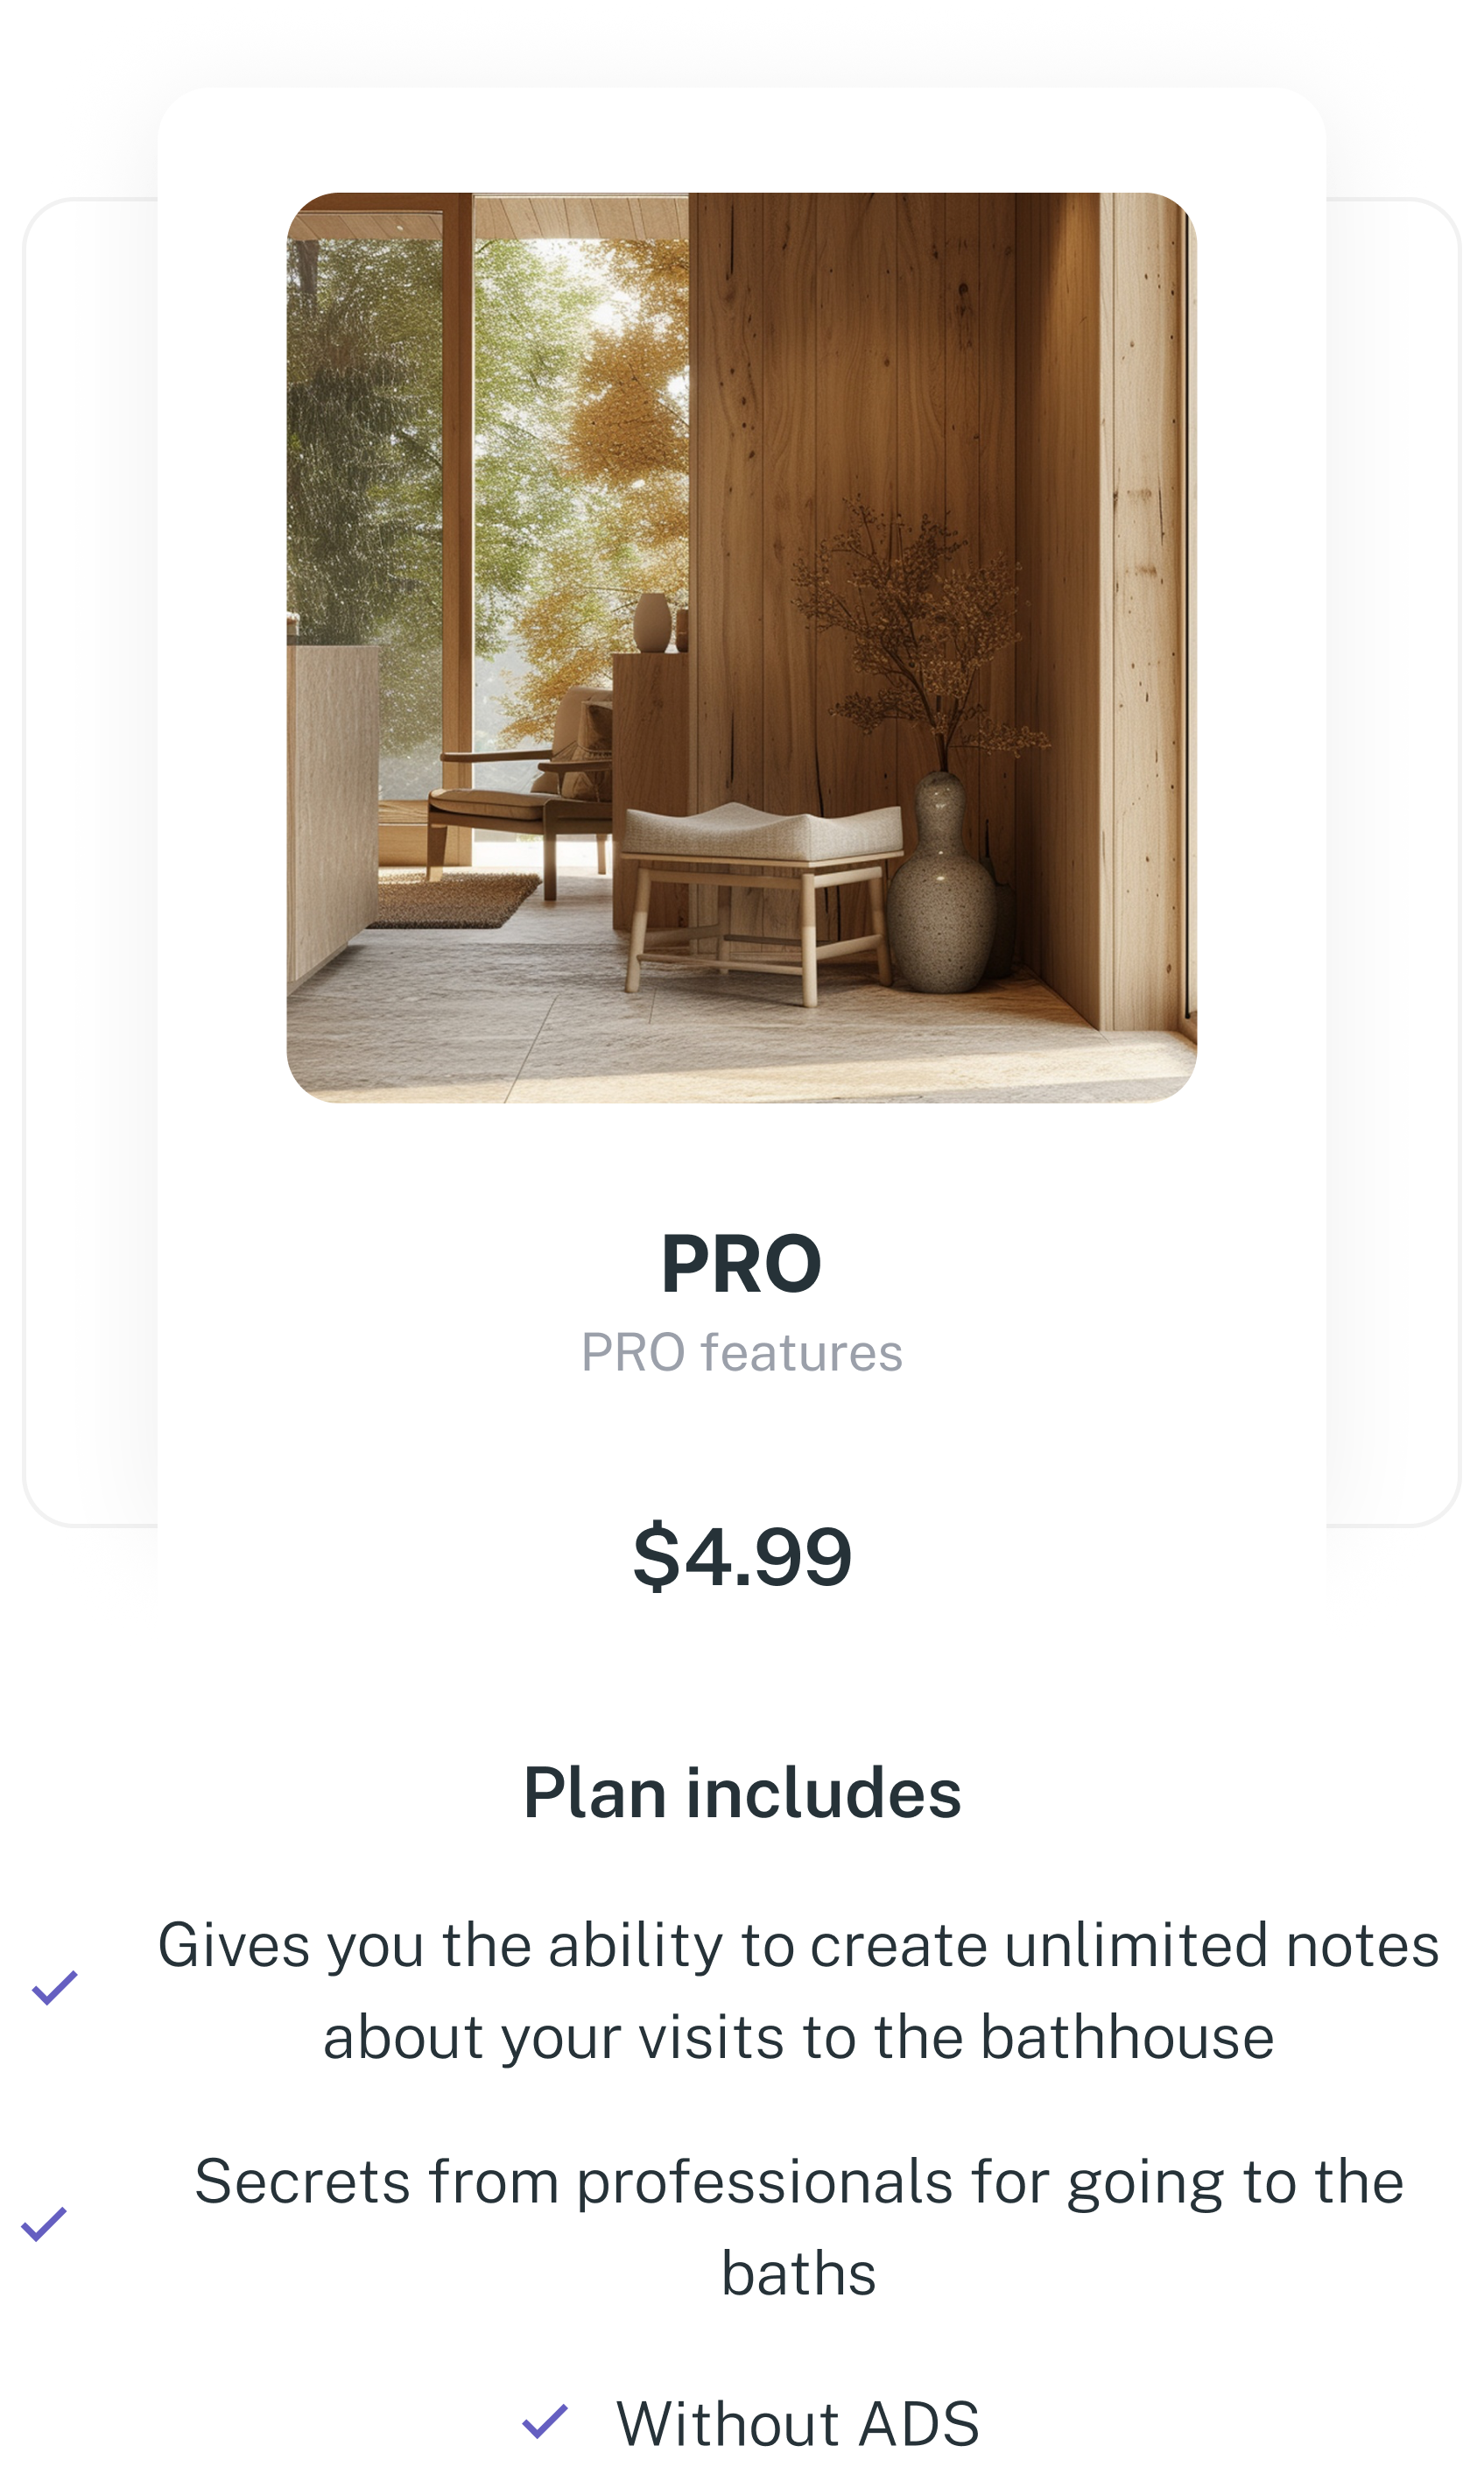 PRO
PRO features
$4.99
Plan includes
Gives you the ability to create unlimited notes
about your visits to the bathhouse
Secrets from professionals for going to the
baths
Without ADS